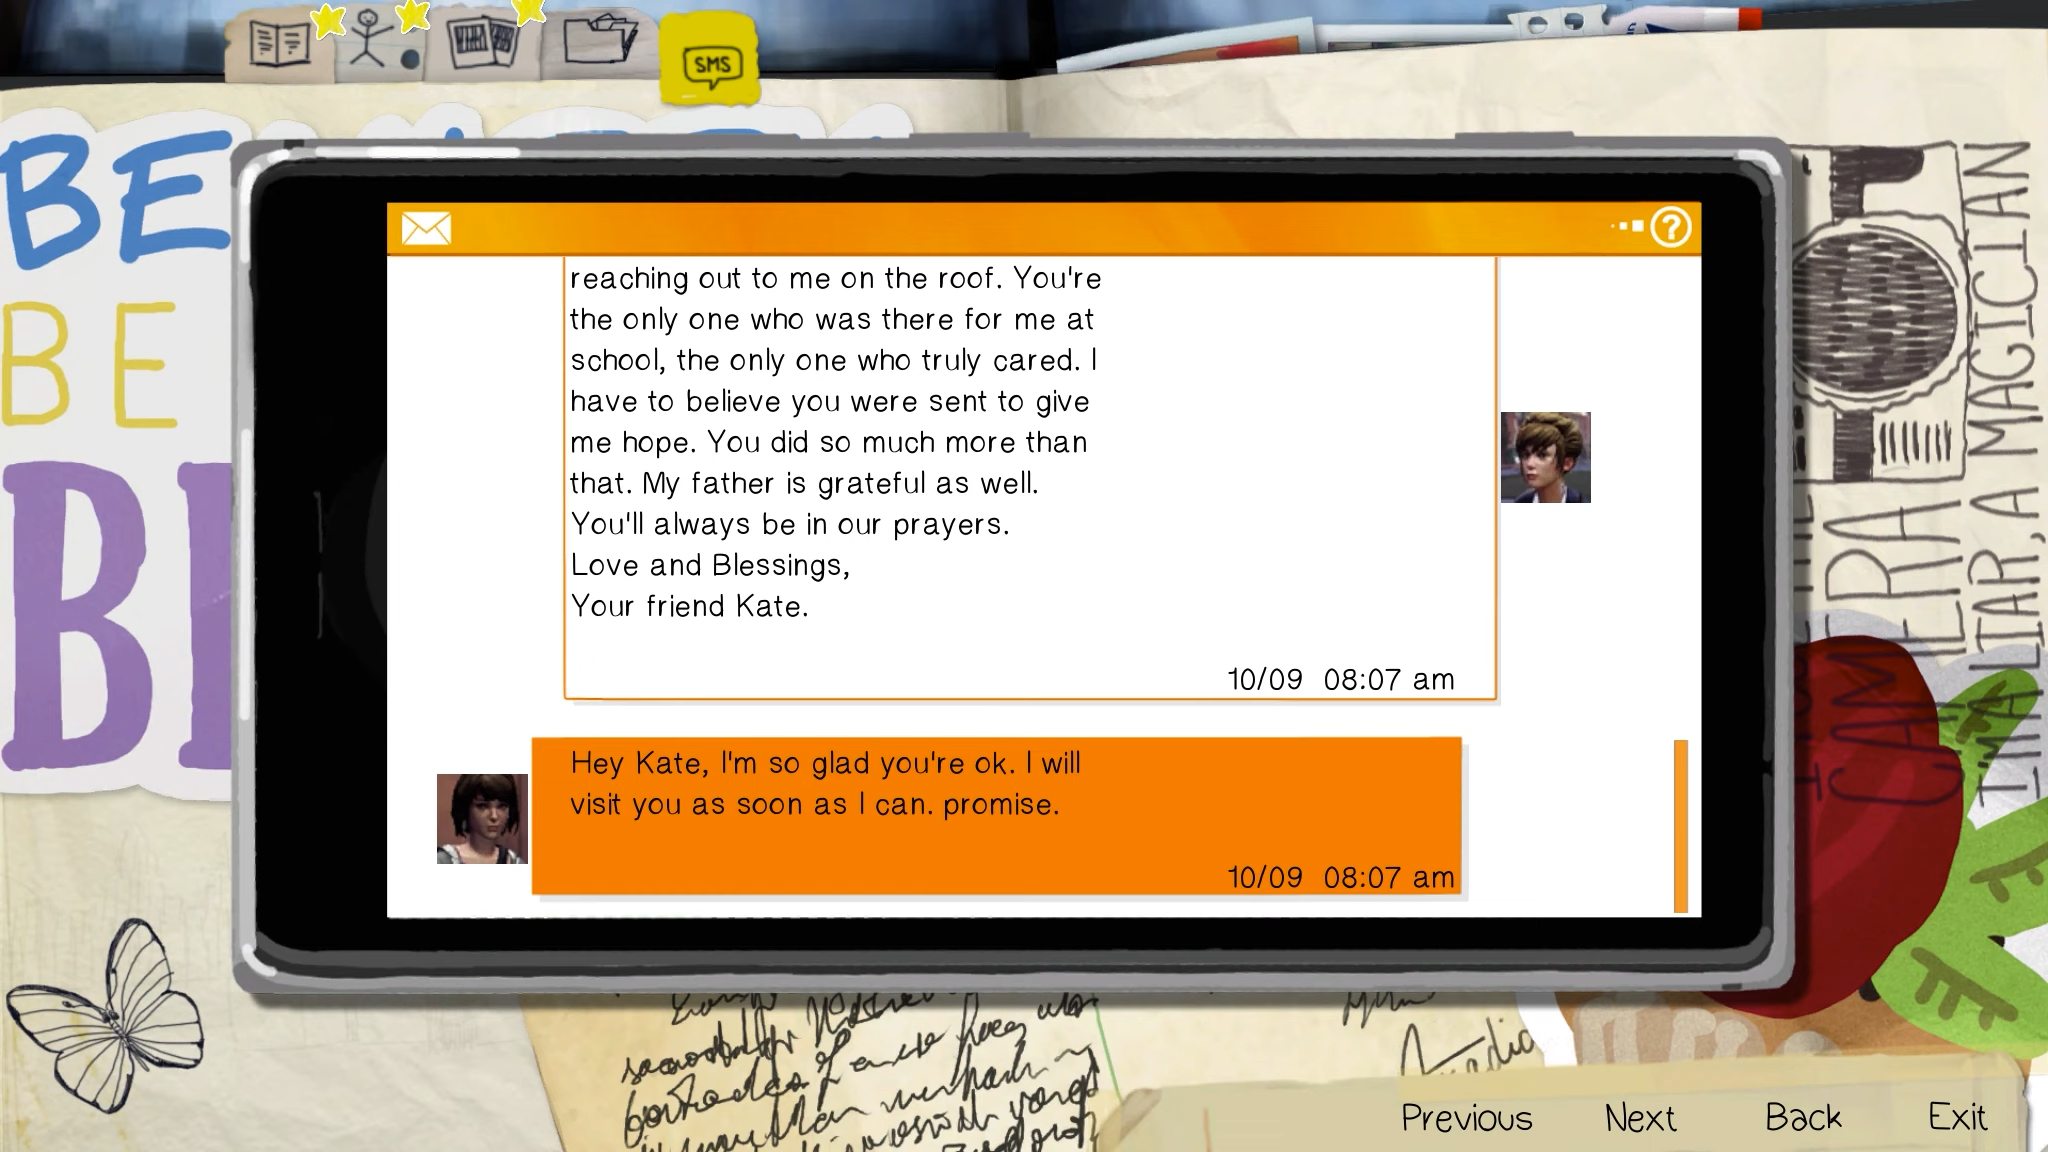 SMS
BE
BE
reaching out to me on the roof. You're
the only one who was there for me at
school, the only one who truly cared. I
have to believe you were sent to give
me hope. You did so much more than
that. My father is grateful as well.
You'll always be in our prayers.
Love and Blessings,
Your friend Kate.
10/09 08:07 am
Hey Kate, I'm so glad you're ok. I will
visit you as soon as I can. promise.
10/09 08:07 am
CAMERA
I'M A LIAR, A MAGICIAN
Previous
Next
Back
Exit